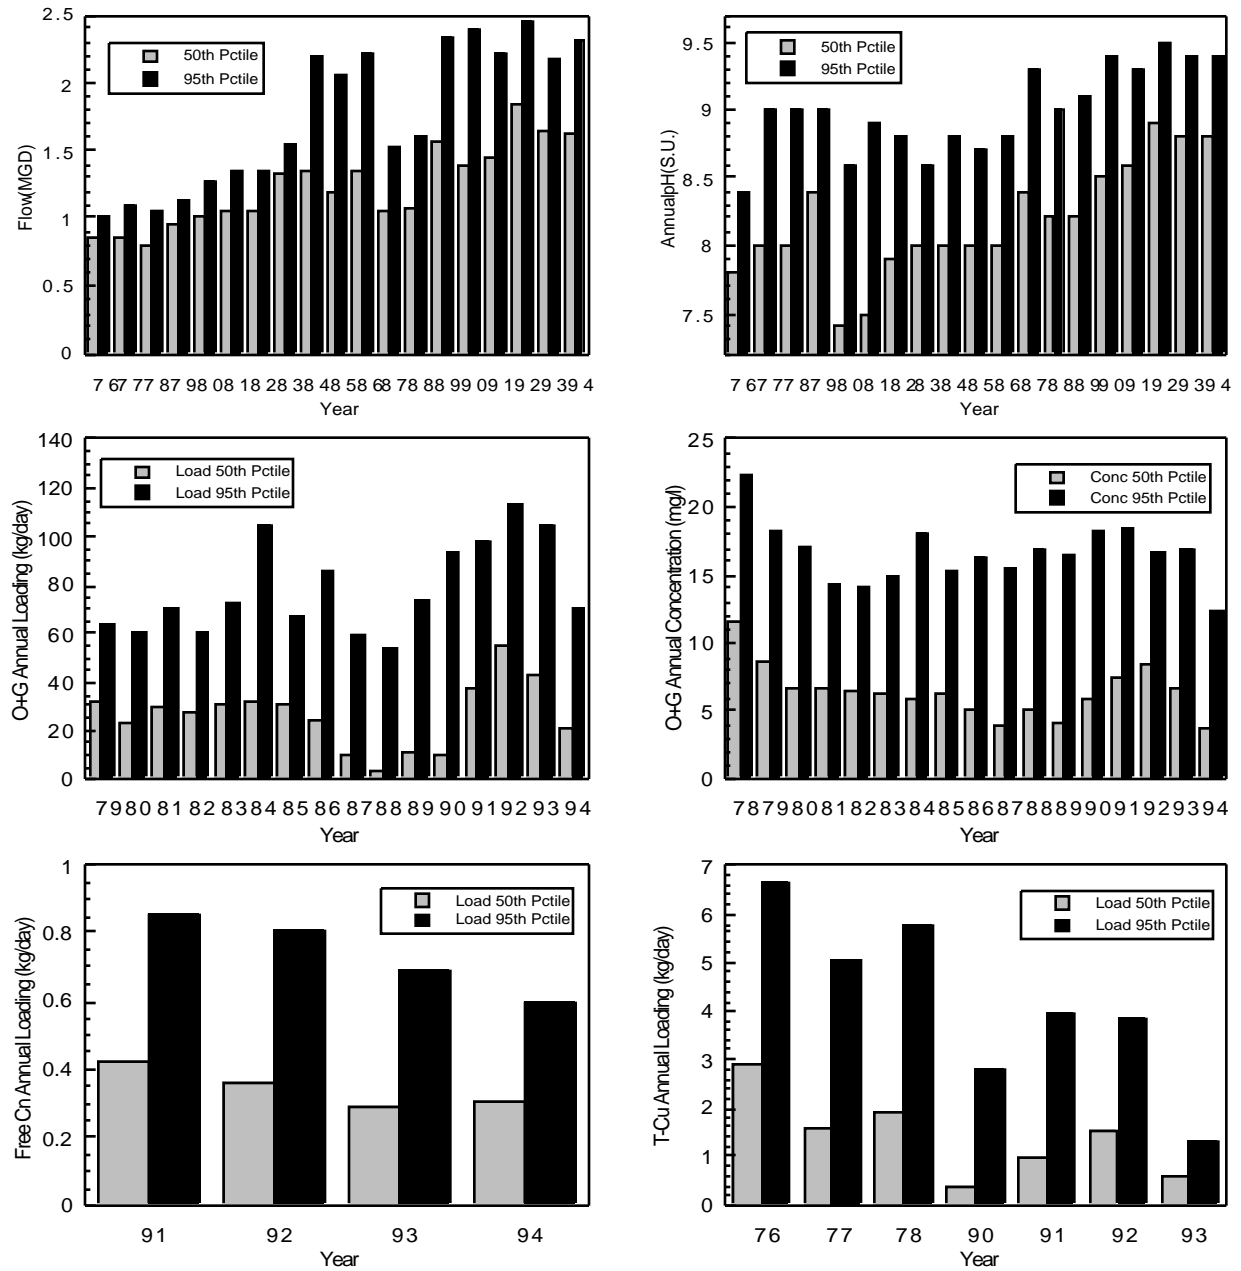 2.5
2
1.5
1
0.5
0
Flow(MGD)
50th Pctile
95th Pctile
7 67 77 87 98 08 18 28 38 48 58 68 78 88 99 09 19 29 39 4
Year
9.5
9
8.5
8
7.5
AnnualpH(S.U.)
50th Pctile
95th Pctile
7 67 77 87 98 08 18 28 38 48 58 68 78 88 99 09 19 29 39 4
Year
140
120
100
80
60
40
20
0
O+G Annual Loading (kg/day)
Load 50th Pctile
Load 95th Pctile
79 80 81 82 83 84 85 86 87 88 89 90 91 92 93 94
Year
25
20
15
10
5
0
O+G Annual Concentration (mg/l)
Conc 50th Pctile
Conc 95th Pctile
78 79 80 81 82 83 84 85 86 87 88 89 90 91 92 93 94
Year
1
0.8
0.6
0.4
0.2
0
Free Cn Annual Loading (kg/day)
Load 50th Pctile
Load 95th Pctile
91 92 93 94
Year
7
6
5
4
3
2
1
0
T-Cu Annual Loading (kg/day)
Load 50th Pctile
Load 95th Pctile
76 77 78 90 91 92 93
Year